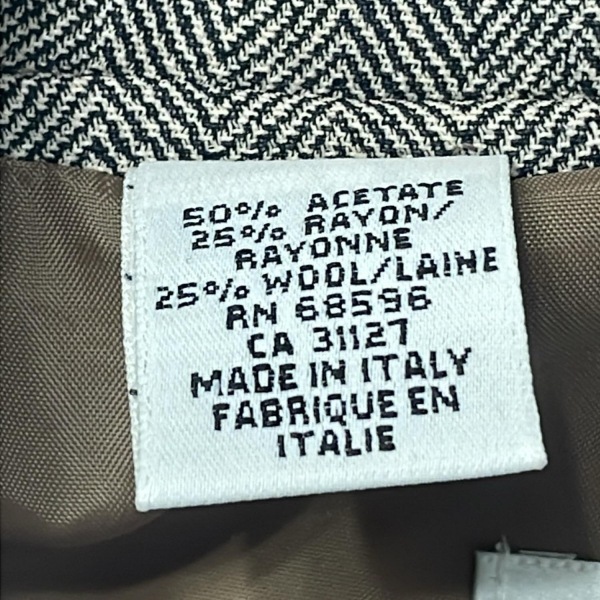 50% ACETATE
25% RAYON/
RAYONNE
25% WOOL/LAINE
RN 68596
CA 31127
MADE IN ITALY
FABRIQUE EN
ITALIE